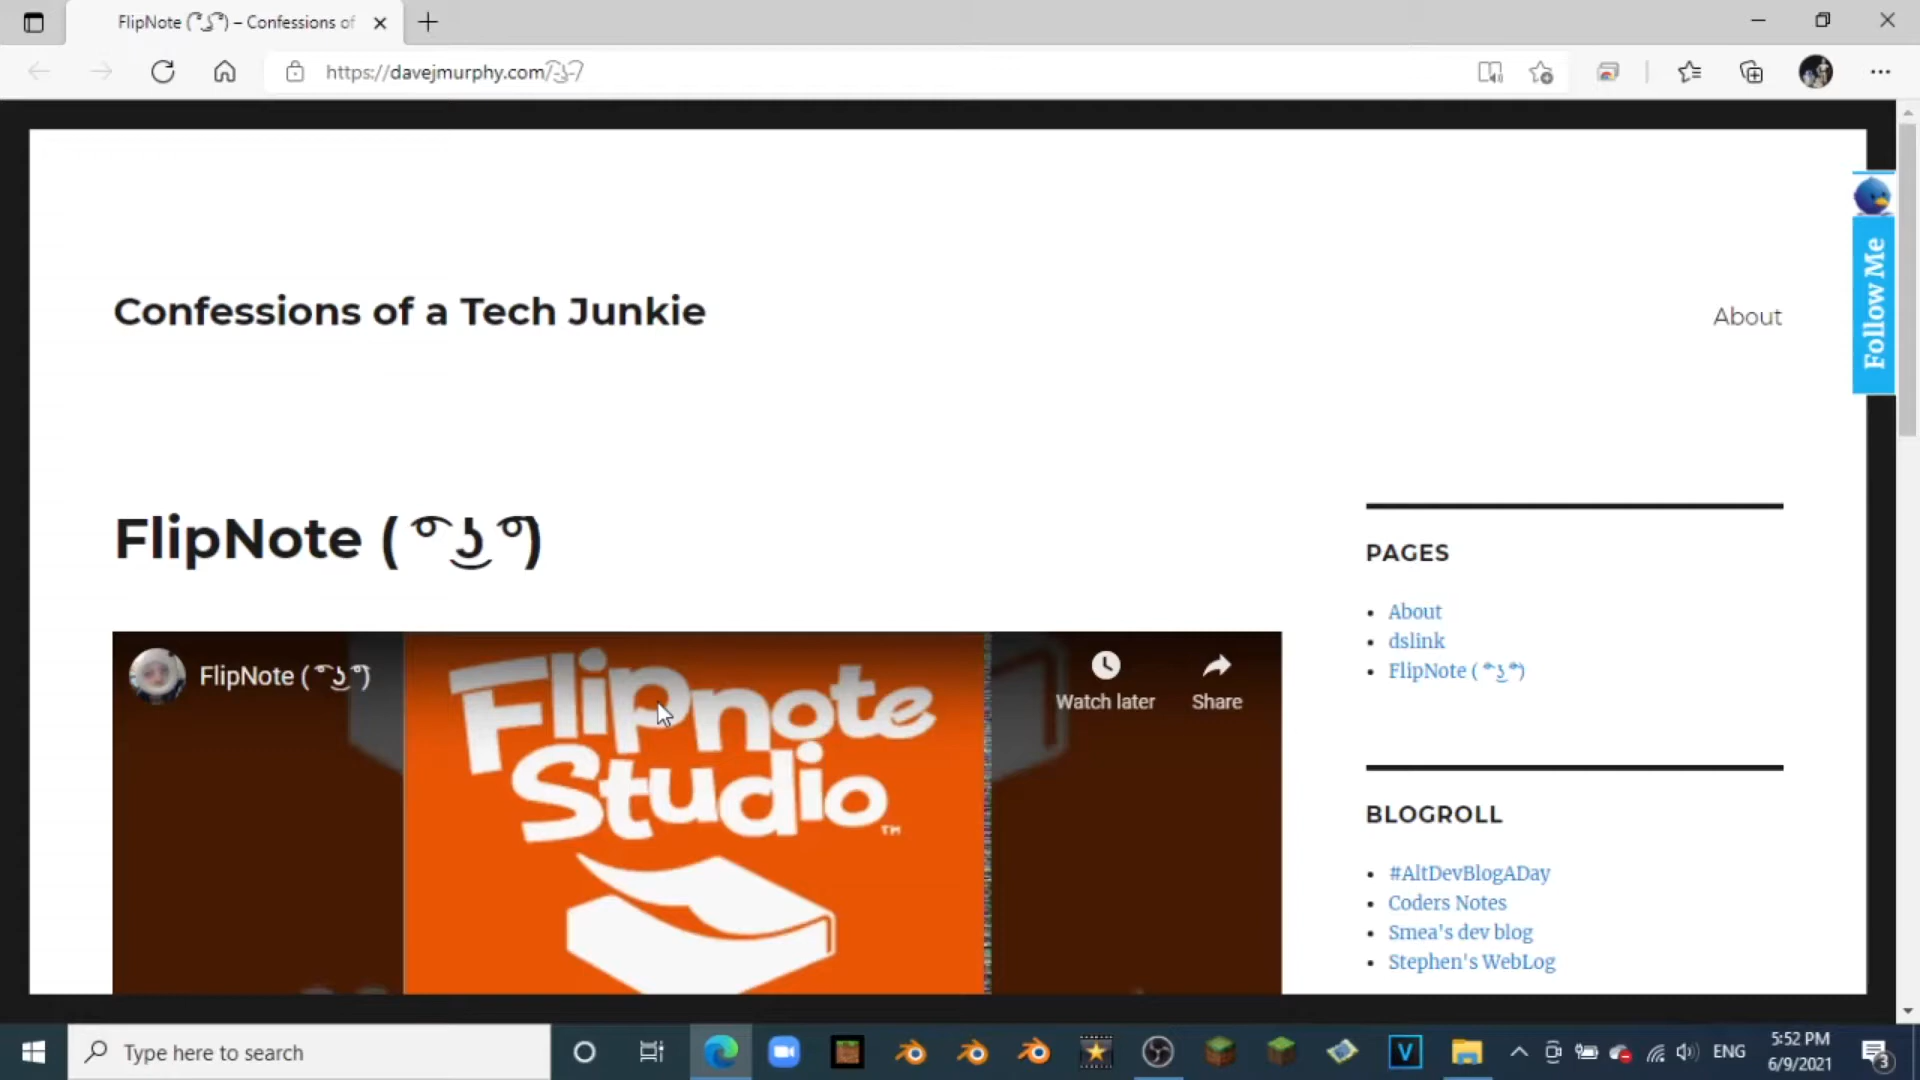 FlipNote ( ͡° ͜ʖ ͡°) – Confessions of
https://davejmurphy.com/͡-͜ʖ-͡/
Follow Me
Confessions of a Tech Junkie
About
FlipNote ( ͡° ͜ʖ ͡°)
FlipNote ( ͡° ͜ʖ ͡°)
Watch later
Share
Flipnote
Studio™
PAGES
About
dslink
FlipNote ( ͡° ͜ʖ ͡°)
BLOGROLL
#AltDevBlogADay
Coders Notes
Smea's dev blog
Stephen's WebLog
Type here to search
V
ENG
5:52 PM
6/9/2021
3